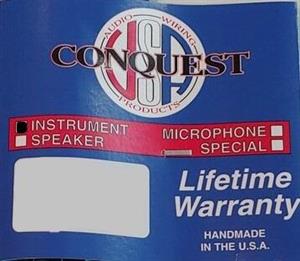 AUDIO WIRING
USA
CONQUEST
PRODUCTS
INSTRUMENT
SPEAKER
MICROPHONE
SPECIAL
Lifetime
Warranty
HANDMADE
IN THE U.S.A.